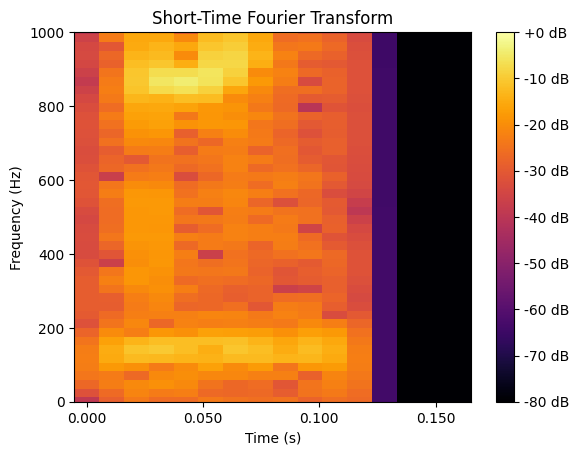 Short-Time Fourier Transform
1000
800
600
400
200
0
Frequency (Hz)
0.000
0.050
0.100
0.150
Time (s)
+0 dB
-10 dB
-20 dB
-30 dB
-40 dB
-50 dB
-60 dB
-70 dB
-80 dB